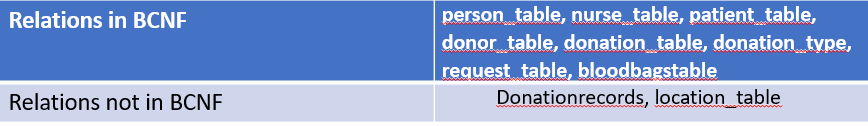 Relations in BCNF
person_table, nurse_table, patient_table,
donor_table, donation_table, donation_type,
request_table, bloodbagstable
Relations not in BCNF
Donationrecords, location_table